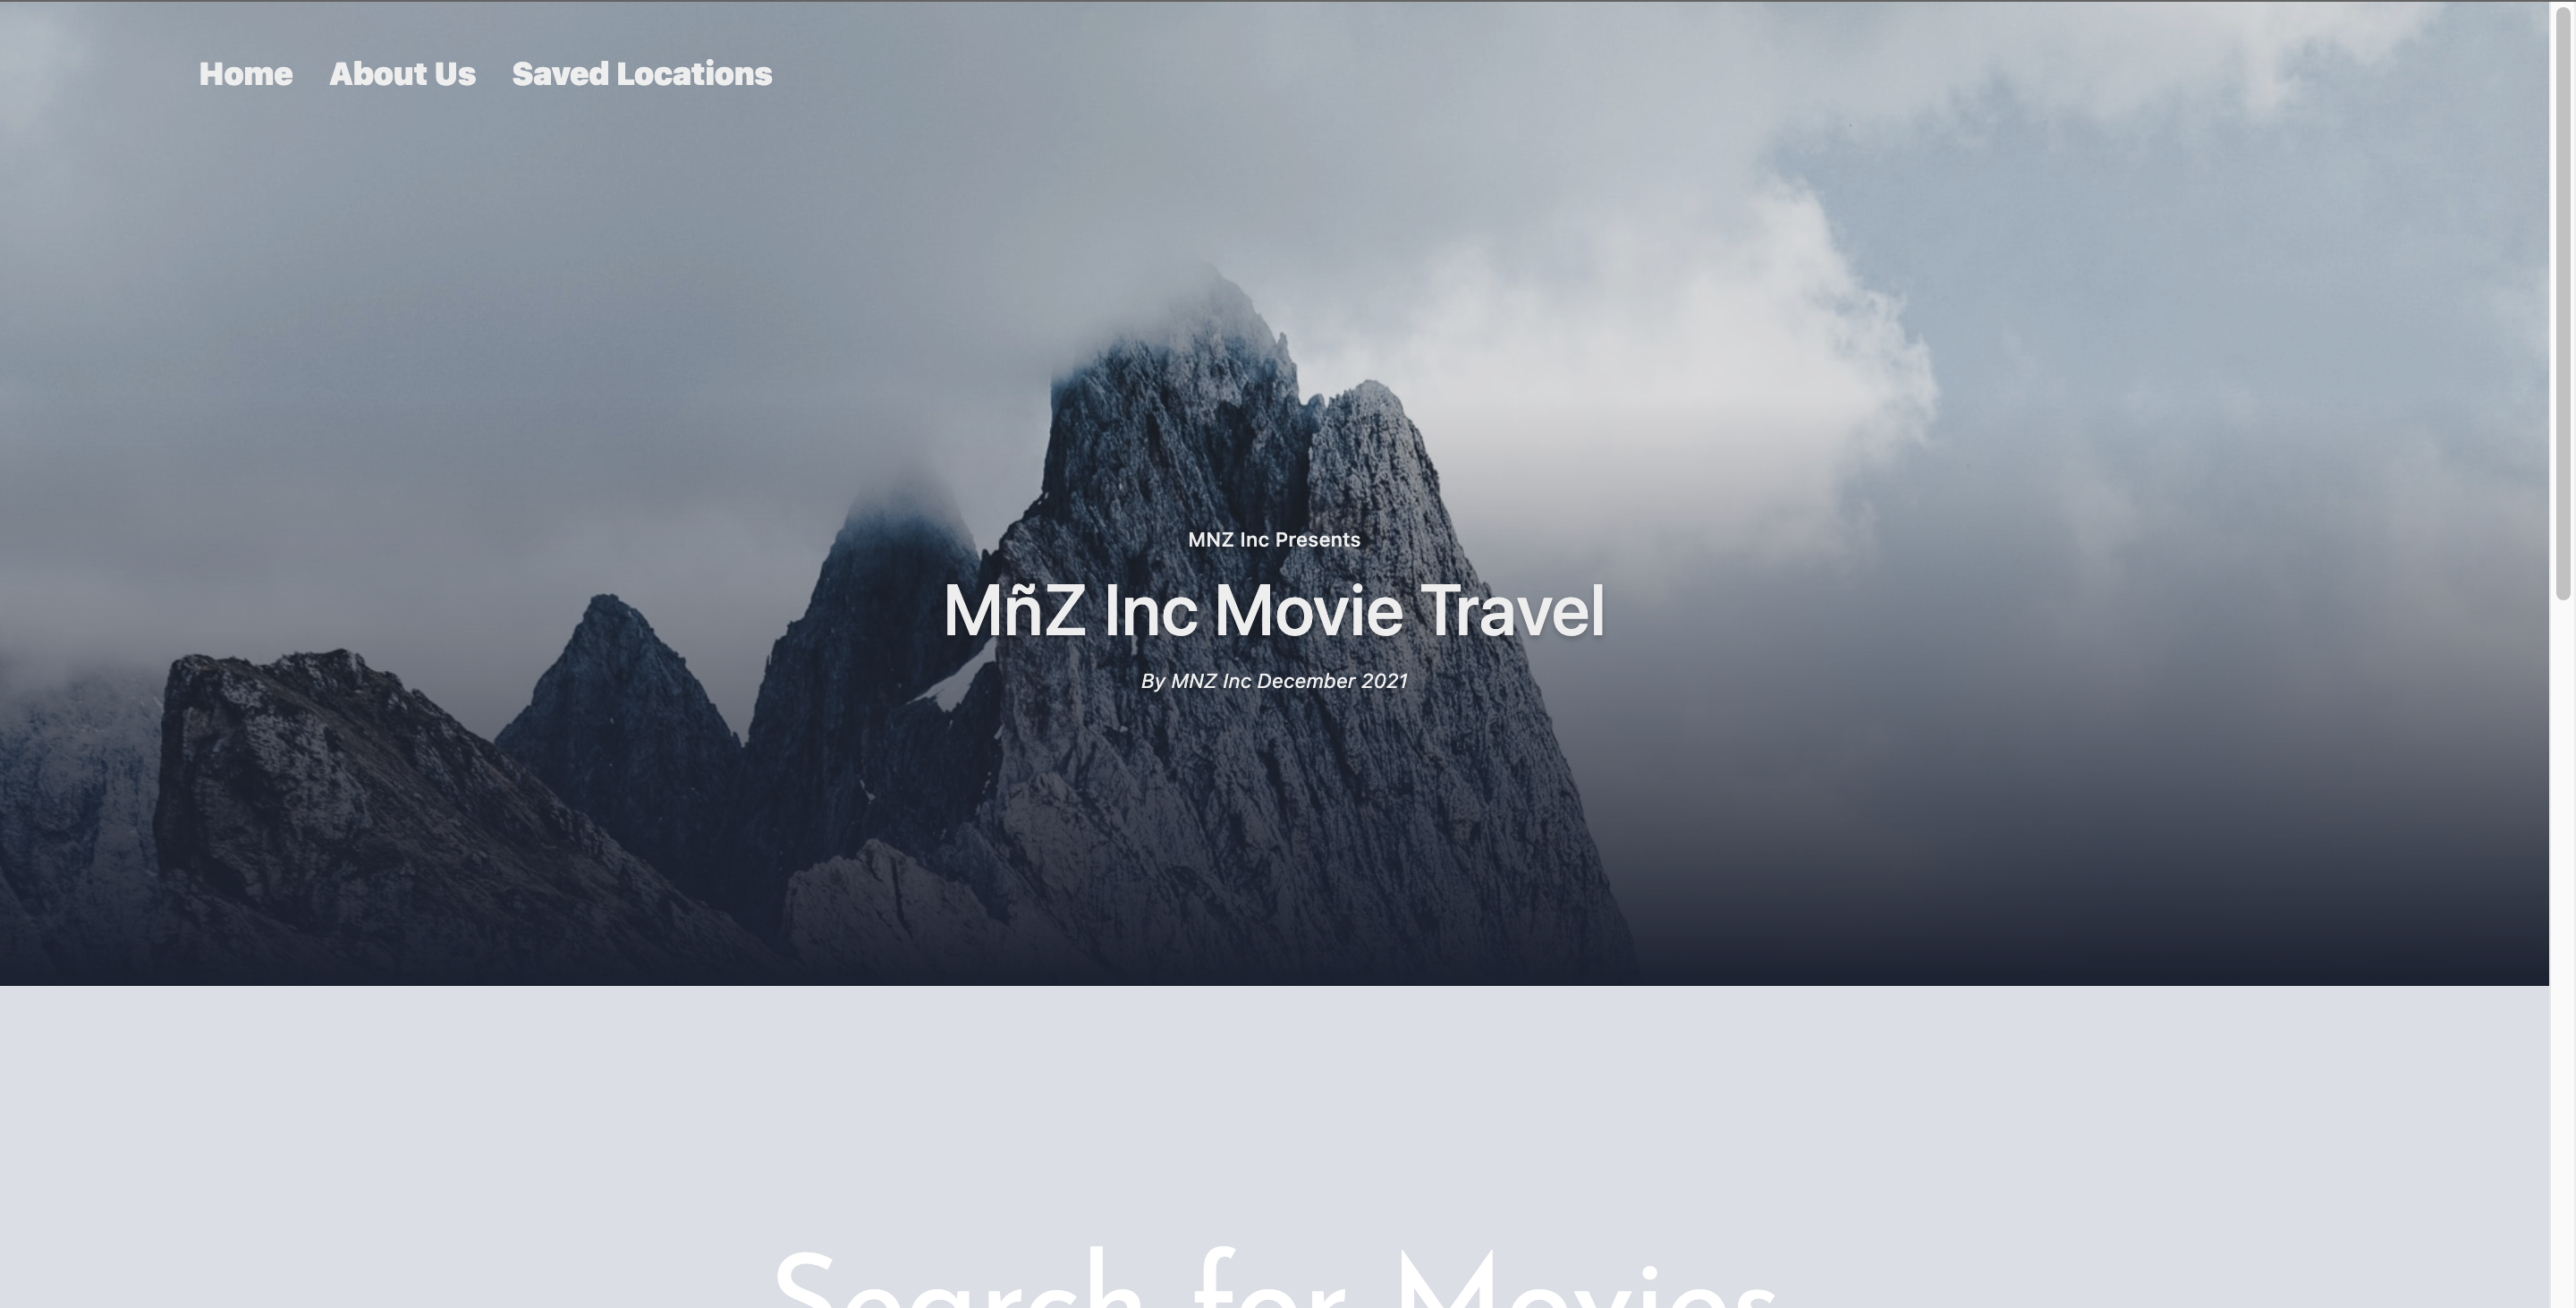 Home About Us Saved Locations
MNZ Inc Presents
MñZ Inc Movie Travel
By MNZ Inc December 2021
Search for Movies